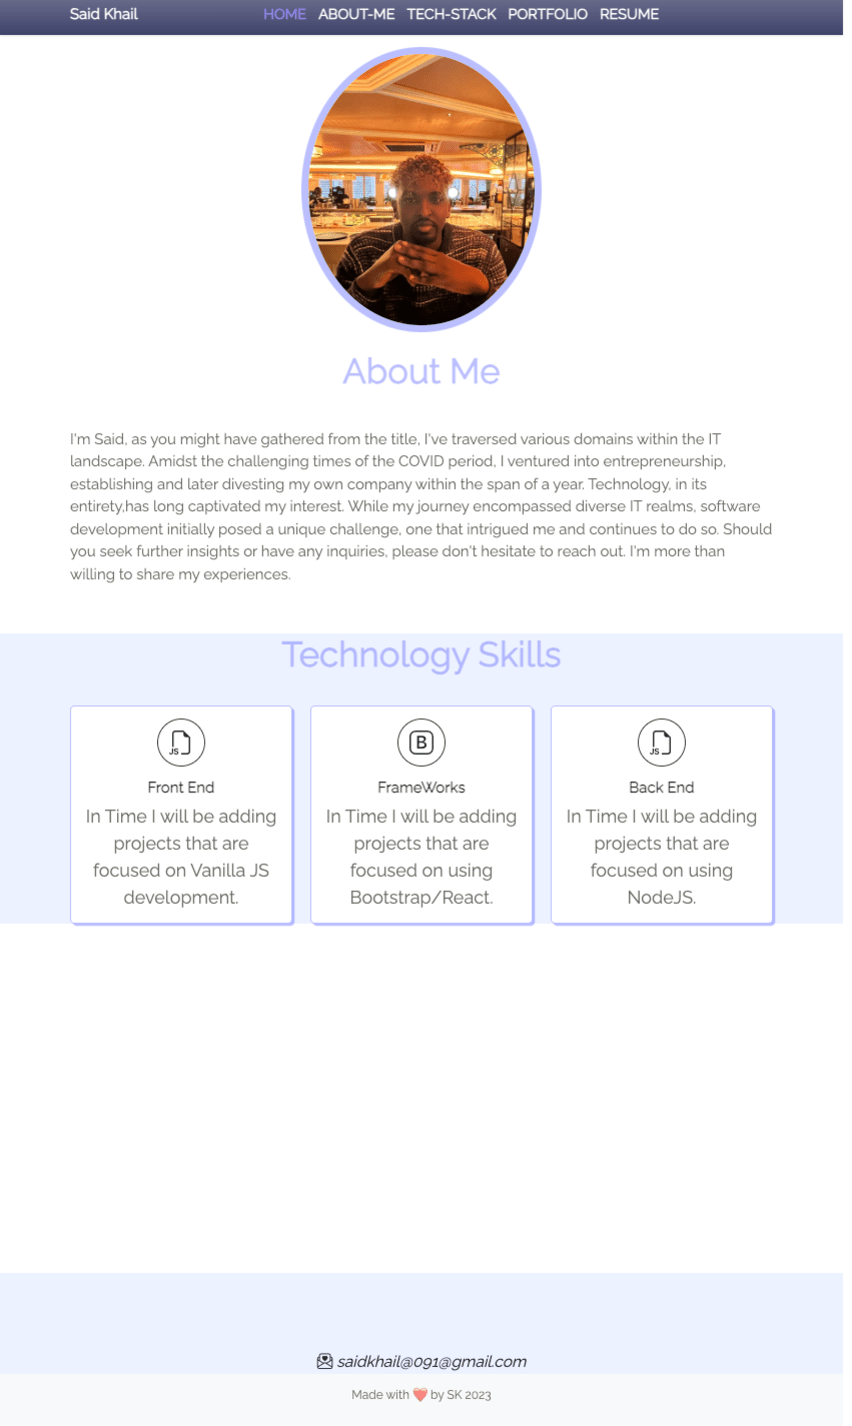 Said Khail
HOME ABOUT-ME TECH-STACK PORTFOLIO RESUME
About Me
I'm Said, as you might have gathered from the title, I've traversed various domains within the IT
landscape. Amidst the challenging times of the COVID period, I ventured into entrepreneurship,
establishing and later divesting my own company within the span of a year. Technology, in its
entirety,has long captivated my interest. While my journey encompassed diverse IT realms, software
development initially posed a unique challenge, one that intrigued me and continues to do so. Should
you seek further insights or have any inquiries, please don't hesitate to reach out. I'm more than
willing to share my experiences.
Technology Skills
JS
Front End
In Time I will be adding
projects that are
focused on Vanilla JS
development.
B
FrameWorks
In Time I will be adding
projects that are
focused on using
Bootstrap/React.
JS
Back End
In Time I will be adding
projects that are
focused on using
NodeJS.
saidkhail@091@gmail.com
Made with ❤️ by SK 2023